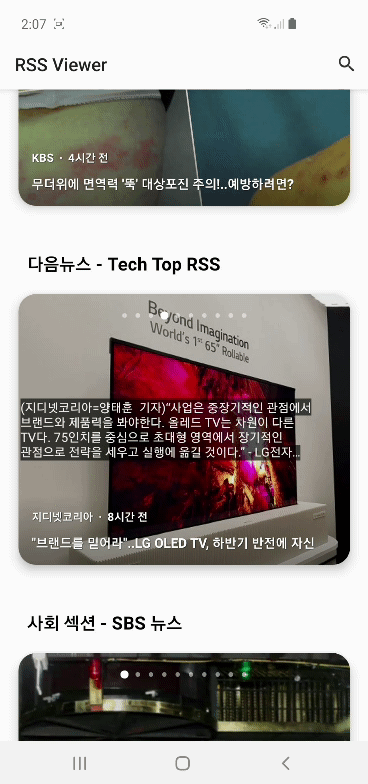 2:07
RSS Viewer
KBS • 4시간 전
무더위에 면역력 '뚝' 대상포진 주의!..예방하려면?
다음뉴스 - Tech Top RSS
Beyond Imagination
World's 1st 65" Rollable
(지디넷코리아=양태훈 기자)“사업은 중장기적인 관점에서
브랜드와 제품력을 봐야한다. 올레드 TV는 차원이 다른
TV다. 75인치를 중심으로 초대형 영역에서 장기적인
관점으로 전략을 세우고 실행에 옮길 것이다.” - LG전자...
지디넷코리아 • 8시간 전
"브랜드를 믿어라"..LG OLED TV, 하반기 반전에 자신
사회 섹션 - SBS 뉴스